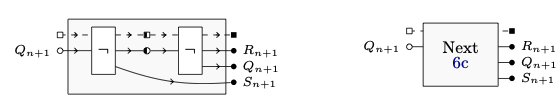 Q_{n+1} ¬ ¬ R_{n+1}
Q_{n+1}
S_{n+1}
Q_{n+1} Next R_{n+1}
6c Q_{n+1}
S_{n+1}